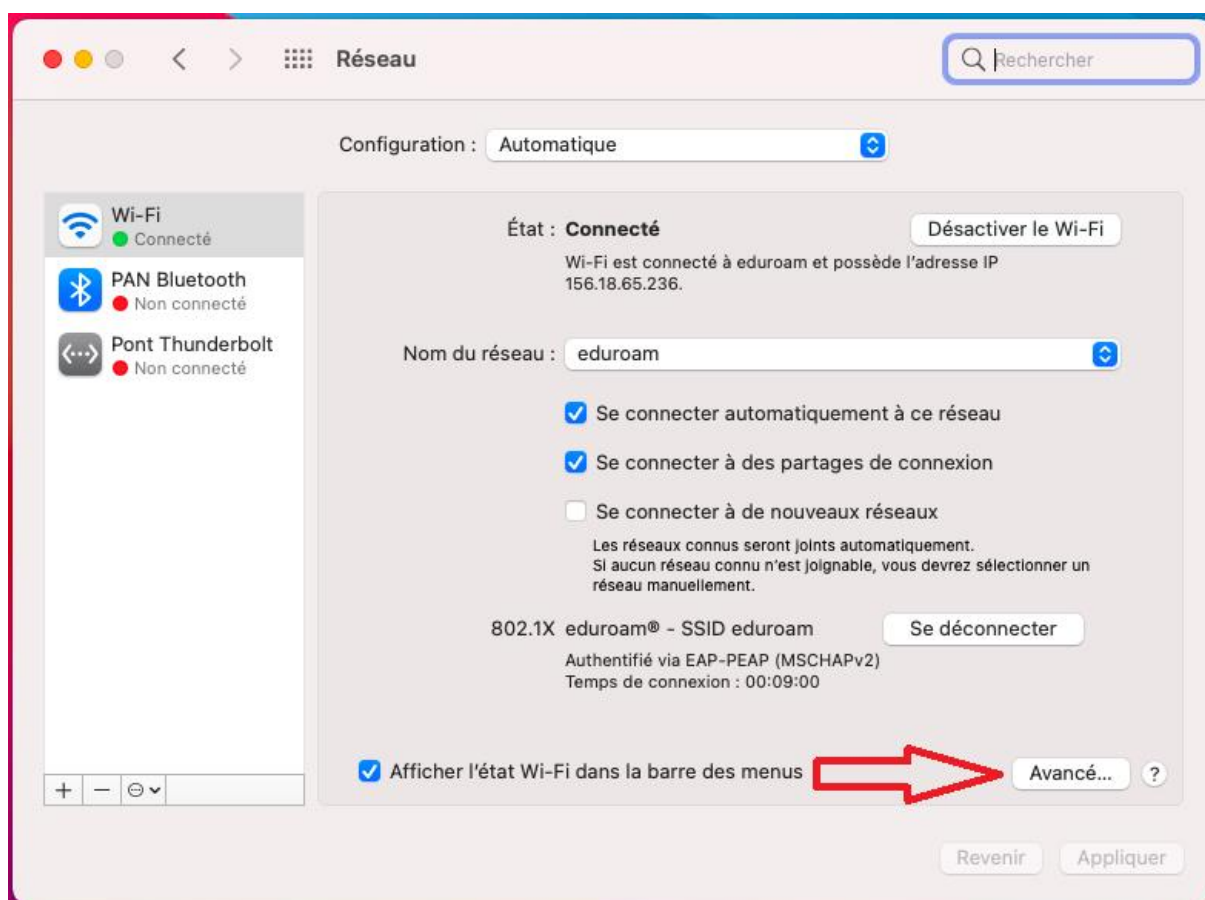 Réseau
Rechercher
Configuration : Automatique
Wi-Fi
Connecté
PAN Bluetooth
Non connecté
Pont Thunderbolt
Non connecté
État : Connecté
Désactiver le Wi-Fi
Wi-Fi est connecté à eduroam et possède l'adresse IP
156.18.65.236.
Nom du réseau : eduroam
Se connecter automatiquement à ce réseau
Se connecter à des partages de connexion
Se connecter à de nouveaux réseaux
Les réseaux connus seront joints automatiquement.
Si aucun réseau connu n'est joignable, vous devrez sélectionner un
réseau manuellement.
802.1X eduroam® - SSID eduroam
Se déconnecter
Authentifié via EAP-PEAP (MSCHAPv2)
Temps de connexion : 00:09:00
Afficher l'état Wi-Fi dans la barre des menus
Avancé...
?
Revenir
Appliquer